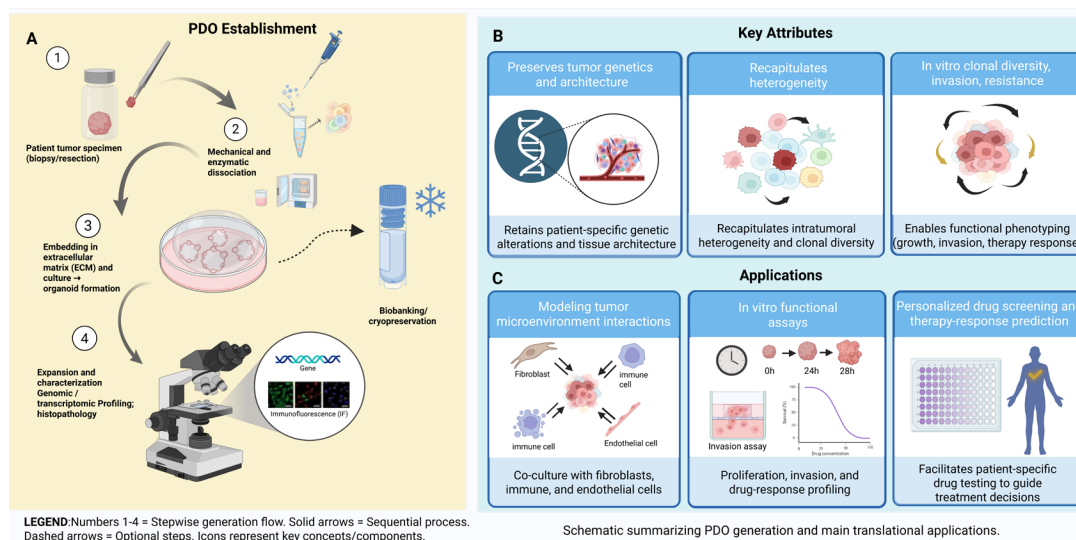 PDO Establishment
A
1
Patient tumor specimen
(biopsy/resection)
2
Mechanical and
enzymatic
dissociation
3
Embedding in
extracellular
matrix (ECM) and
culture →
organoid formation
Biobanking/
cryopreservation
4
Expansion and
characterization
Genomic /
transcriptomic Profiling;
histopathology
Gene
Immunofluorescence (IF)
B
Key Attributes
Preserves tumor genetics
and architecture
Retains patient-specific genetic
alterations and tissue architecture
Recapitulates
heterogeneity
Recapitulates intratumoral
heterogeneity and clonal diversity
In vitro clonal diversity,
invasion, resistance
Enables functional phenotyping
(growth, invasion, therapy response
C
Applications
Modeling tumor
microenvironment interactions
Fibroblast
immune
cell
immune cell
Endothelial cell
Co-culture with fibroblasts,
immune, and endothelial cells
In vitro functional
assays
0h
24h
28h
Invasion assay
Survival (%)
0
25
50
100
Drug concentration
Proliferation, invasion, and
drug-response profiling
Personalized drug screening and
therapy-response prediction
Facilitates patient-specific
drug testing to guide
treatment decisions
LEGEND:Numbers 1-4 = Stepwise generation flow. Solid arrows = Sequential process.
Dashed arrows = Optional steps. Icons represent key concepts/components.
Schematic summarizing PDO generation and main translational applications.